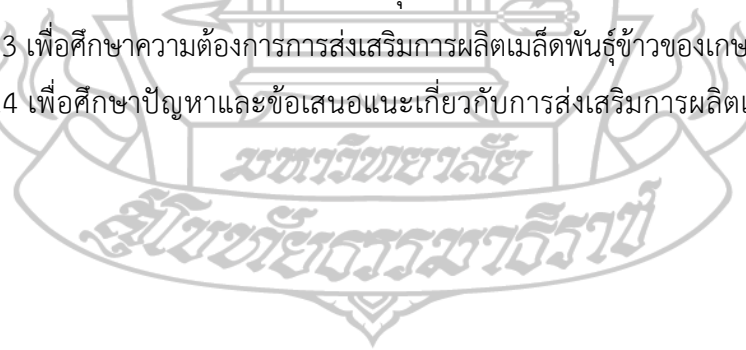 3 เพื่อศึกษาความต้องการการส่งเสริมการผลิตเมล็ดพันธุ์ข้าวของเกษ
4 เพื่อศึกษาปัญหาและข้อเสนอแนะเกี่ยวกับการส่งเสริมการผลิตเ
มหาวิทยาลัย
สุโขทัยธรรมาธิราช